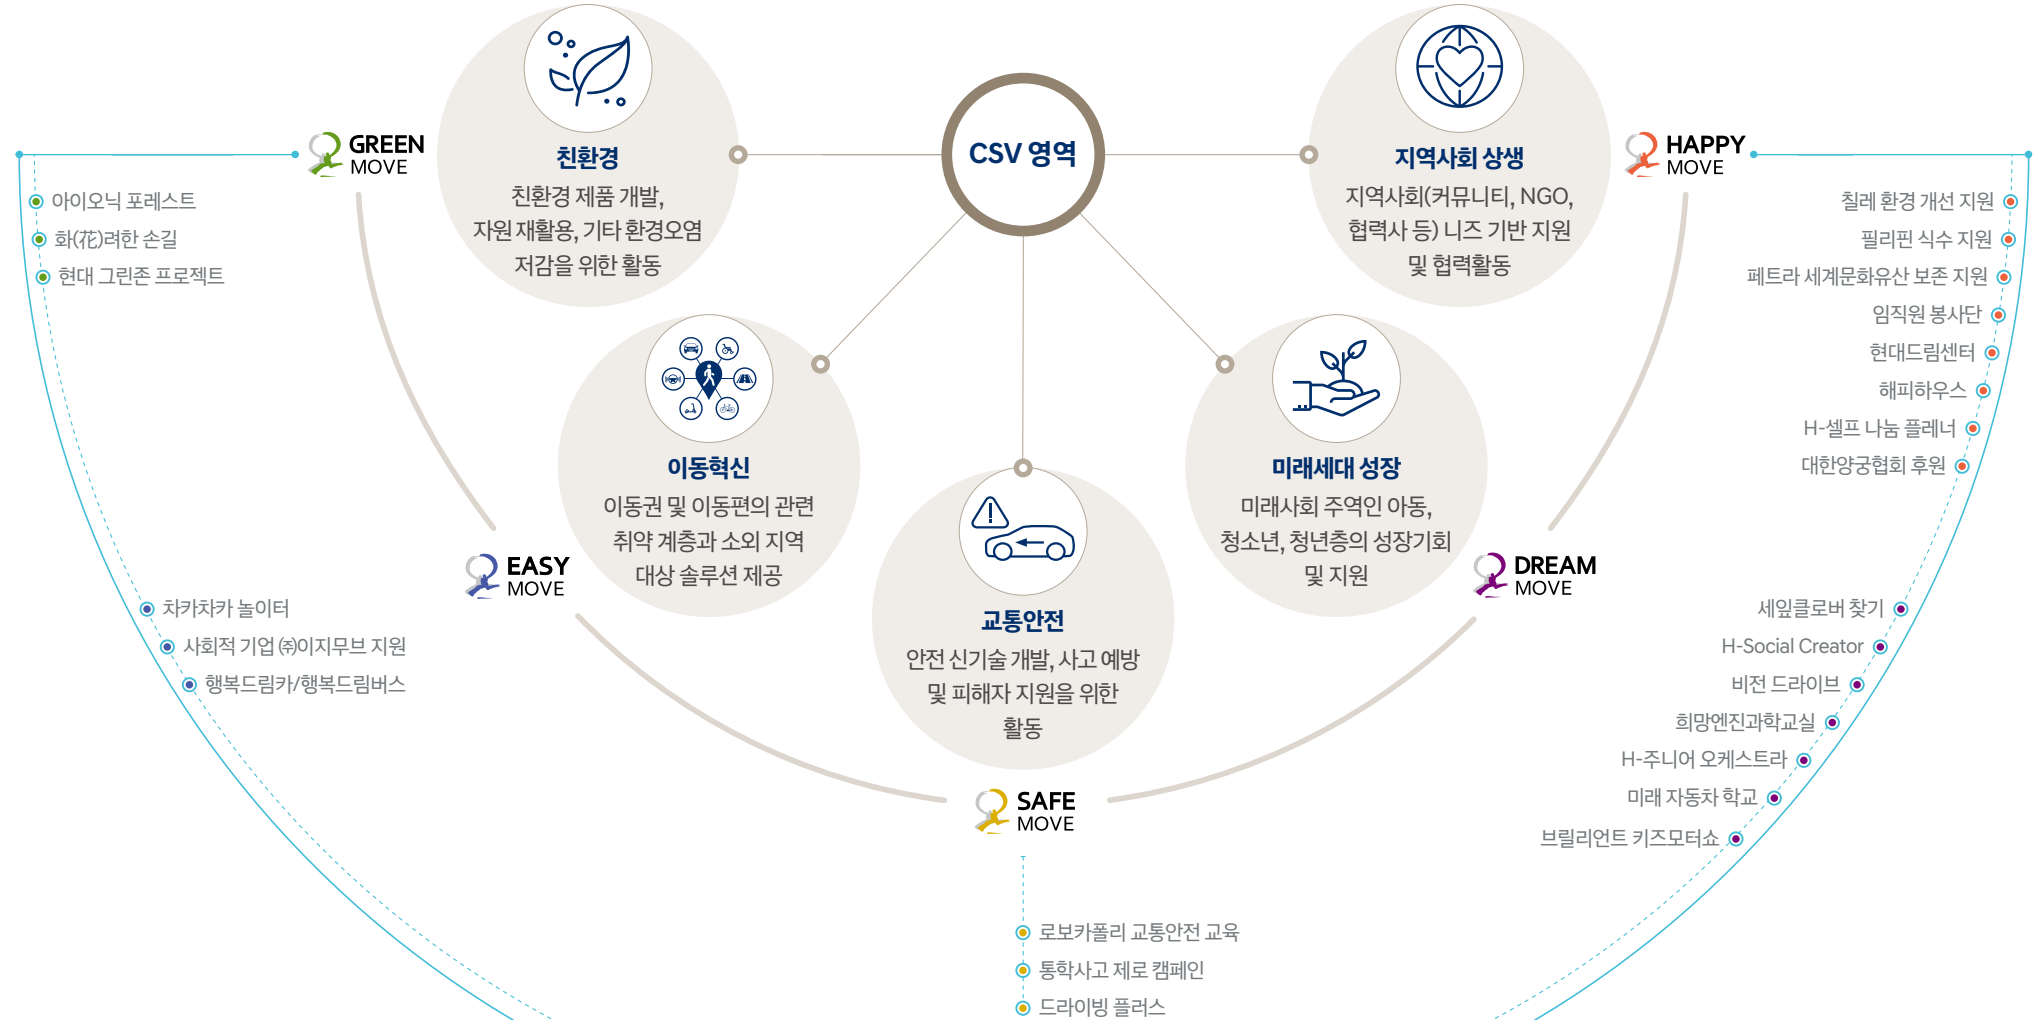 CSV 영역
GREEN
MOVE
친환경
친환경 제품 개발,
자원 재활용, 기타 환경오염
저감을 위한 활동
아이오닉 포레스트
화(花)려한 손길
현대 그린존 프로젝트
EASY
MOVE
이동혁신
이동권 및 이동편의 관련
취약 계층과 소외 지역
대상 솔루션 제공
차카차카 놀이터
사회적 기업 ㈜이지무브 지원
행복드림카/행복드림버스
SAFE
MOVE
교통안전
안전 신기술 개발, 사고 예방
및 피해자 지원을 위한
활동
로보카폴리 교통안전 교육
통학사고 제로 캠페인
드라이빙 플러스
DREAM
MOVE
미래세대 성장
미래사회 주역인 아동,
청소년, 청년층의 성장기회
및 지원
세잎클로버 찾기
H-Social Creator
비전 드라이브
희망엔진과학교실
H-주니어 오케스트라
미래 자동차 학교
브릴리언트 키즈모터쇼
HAPPY
MOVE
지역사회 상생
지역사회(커뮤니티, NGO,
협력사 등) 니즈 기반 지원
및 협력활동
칠레 환경 개선 지원
필리핀 식수 지원
페트라 세계문화유산 보존 지원
임직원 봉사단
현대드림센터
해피하우스
H-셀프 나눔 플레너
대한양궁협회 후원